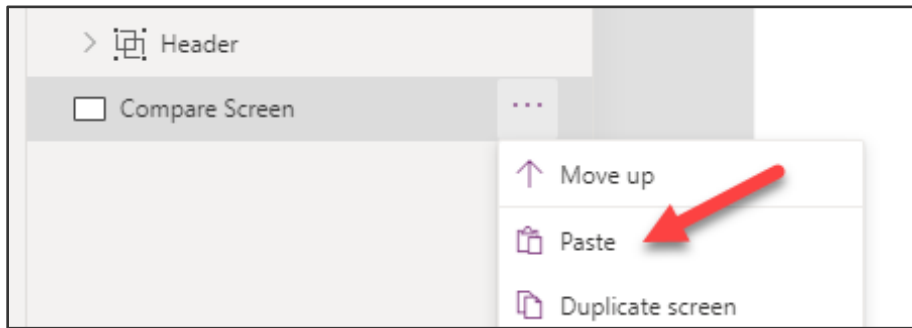 Header
Compare Screen
Move up
Paste
Duplicate screen